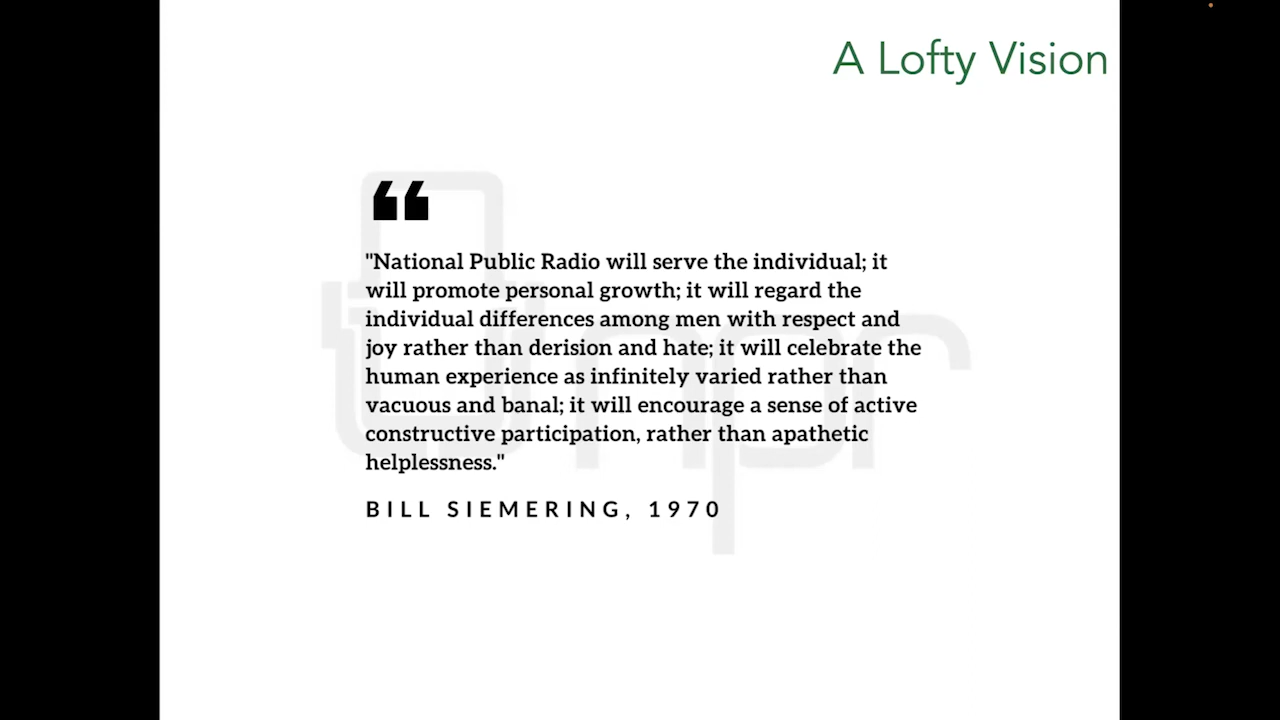 A Lofty Vision
"National Public Radio will serve the individual; it
will promote personal growth; it will regard the
individual differences among men with respect and
joy rather than derision and hate; it will celebrate the
human experience as infinitely varied rather than
vacuous and banal; it will encourage a sense of active
constructive participation, rather than apathetic
helplessness."
BILL SIEMERING, 1970
npr